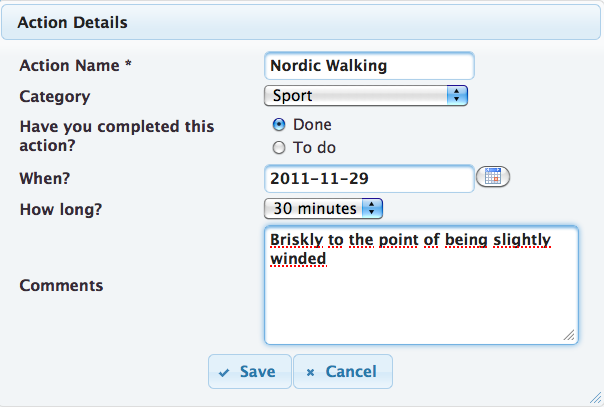 Action Details
Action Name * Nordic Walking
Category Sport
Have you completed this action? Done
To do
When? 2011-11-29
How long? 30 minutes
Comments Briskly to the point of being slightly
winded
Save Cancel